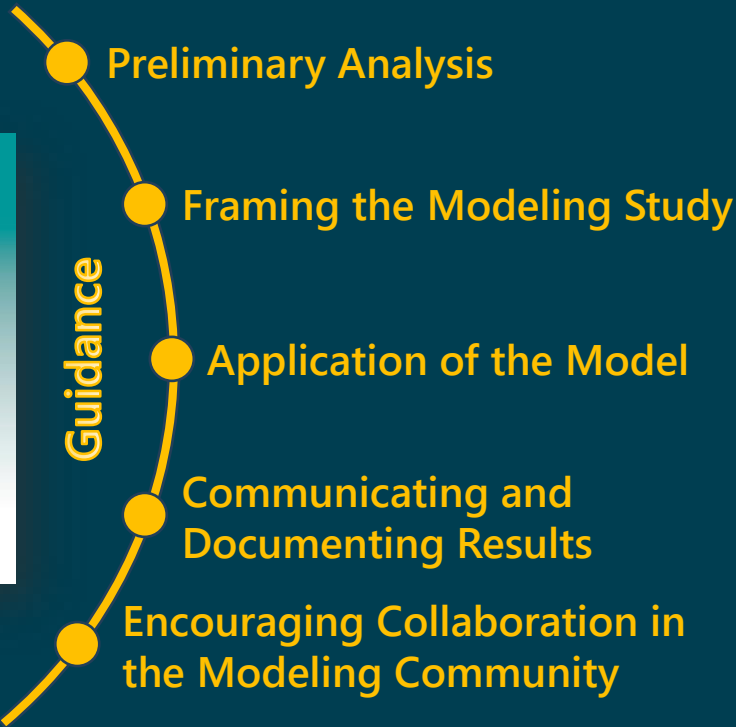 Preliminary Analysis
Framing the Modeling Study
Guidance
Application of the Model
Communicating and
Documenting Results
Encouraging Collaboration in
the Modeling Community